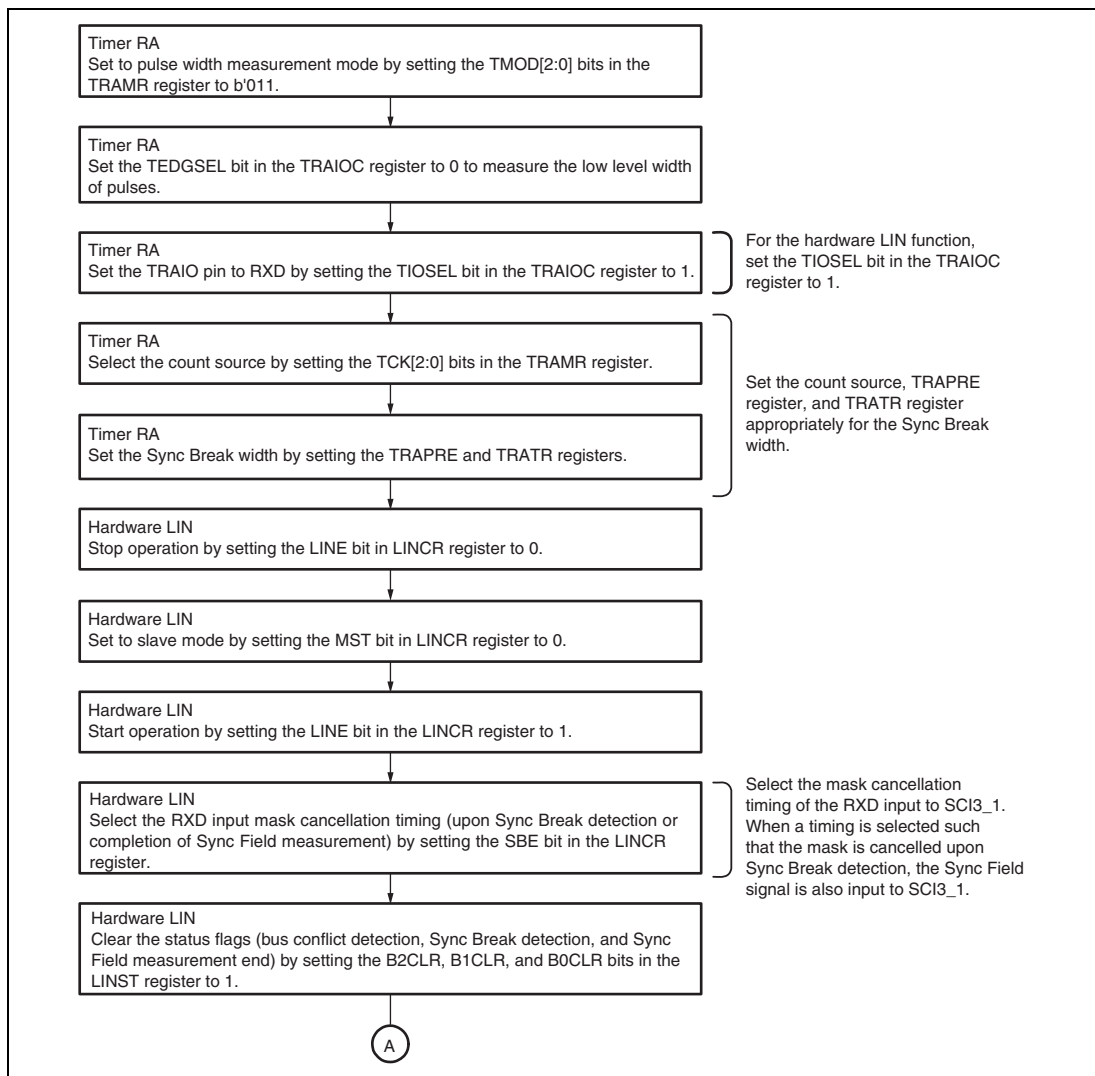 Timer RA
Set to pulse width measurement mode by setting the TMOD[2:0] bits in the
TRAMR register to b'011.
Timer RA
Set the TEDGSEL bit in the TRAIOC register to 0 to measure the low level width
of pulses.
Timer RA
Set the TRAIO pin to RXD by setting the TIOSEL bit in the TRAIOC register to 1.
For the hardware LIN function,
set the TIOSEL bit in the TRAIOC
register to 1.
Timer RA
Select the count source by setting the TCK[2:0] bits in the TRAMR register.
Timer RA
Set the Sync Break width by setting the TRAPRE and TRATR registers.
Set the count source, TRAPRE
register, and TRATR register
appropriately for the Sync Break
width.
Hardware LIN
Stop operation by setting the LINE bit in LINCR register to 0.
Hardware LIN
Set to slave mode by setting the MST bit in LINCR register to 0.
Hardware LIN
Start operation by setting the LINE bit in the LINCR register to 1.
Hardware LIN
Select the RXD input mask cancellation timing (upon Sync Break detection or
completion of Sync Field measurement) by setting the SBE bit in the LINCR
register.
Select the mask cancellation
timing of the RXD input to SCI3_1.
When a timing is selected such
that the mask is cancelled upon
Sync Break detection, the Sync Field
signal is also input to SCI3_1.
Hardware LIN
Clear the status flags (bus conflict detection, Sync Break detection, and Sync
Field measurement end) by setting the B2CLR, B1CLR, and B0CLR bits in the
LINST register to 1.
A